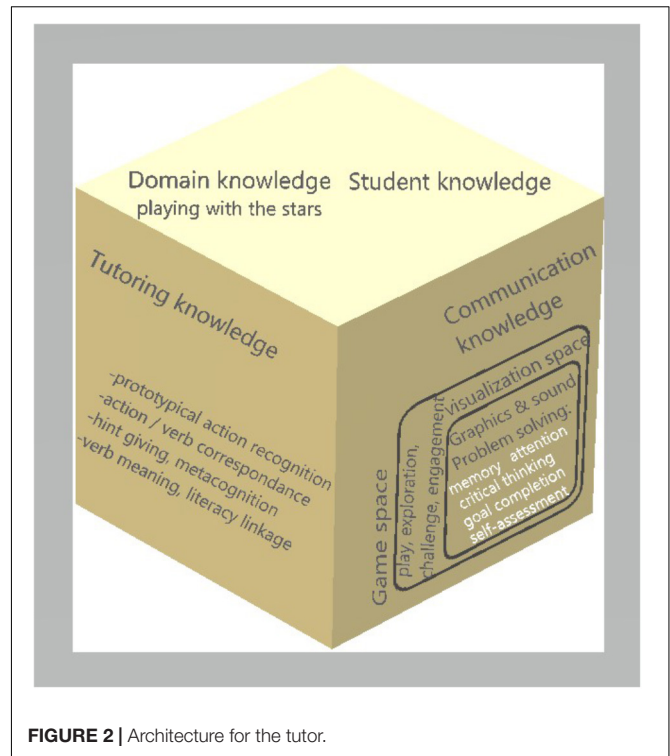 Domain knowledge
playing with the stars
Student knowledge
Tutoring knowledge
-prototypical action recognition
-action / verb correspondance
-hint giving, metacognition
-verb meaning, literacy linkage
Communication
knowledge
Game space
play, exploration,
challenge, engagement
visualization space
Graphics & sound
Problem solving:
memory attention
critical thinking
goal completion
self-assessment
FIGURE 2 | Architecture for the tutor.